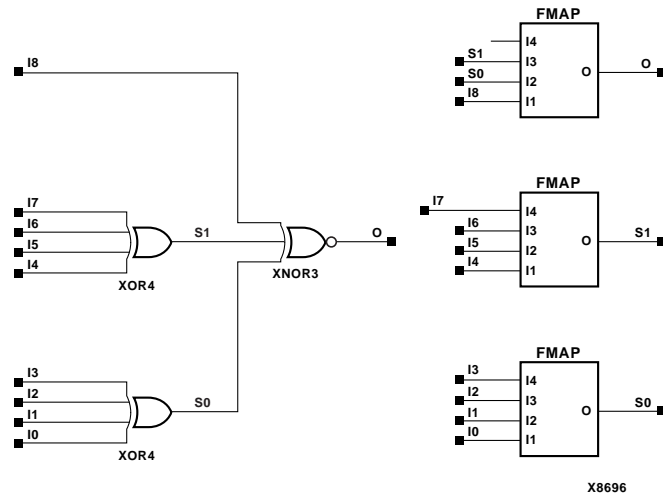 I8
I7
I6
I5
I4
XOR4
S1
XNOR3
O
I3
I2
I1
I0
XOR4
S0
FMAP
I4
S1 I3
S0 I2
I8 I1
O O
FMAP
I7 I4
I6 I3
I5 I2
I4 I1
O S1
FMAP
I3 I4
I2 I3
I1 I2
I0 I1
O S0
X8696